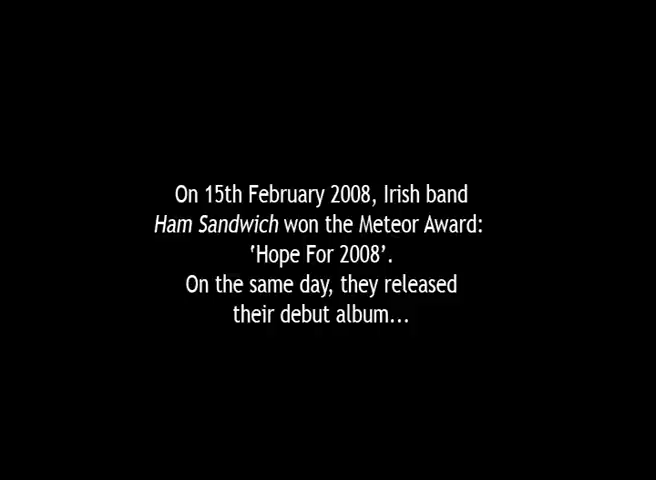 On 15th February 2008, Irish band
Ham Sandwich won the Meteor Award:
‘Hope For 2008’.
On the same day, they released
their debut album...